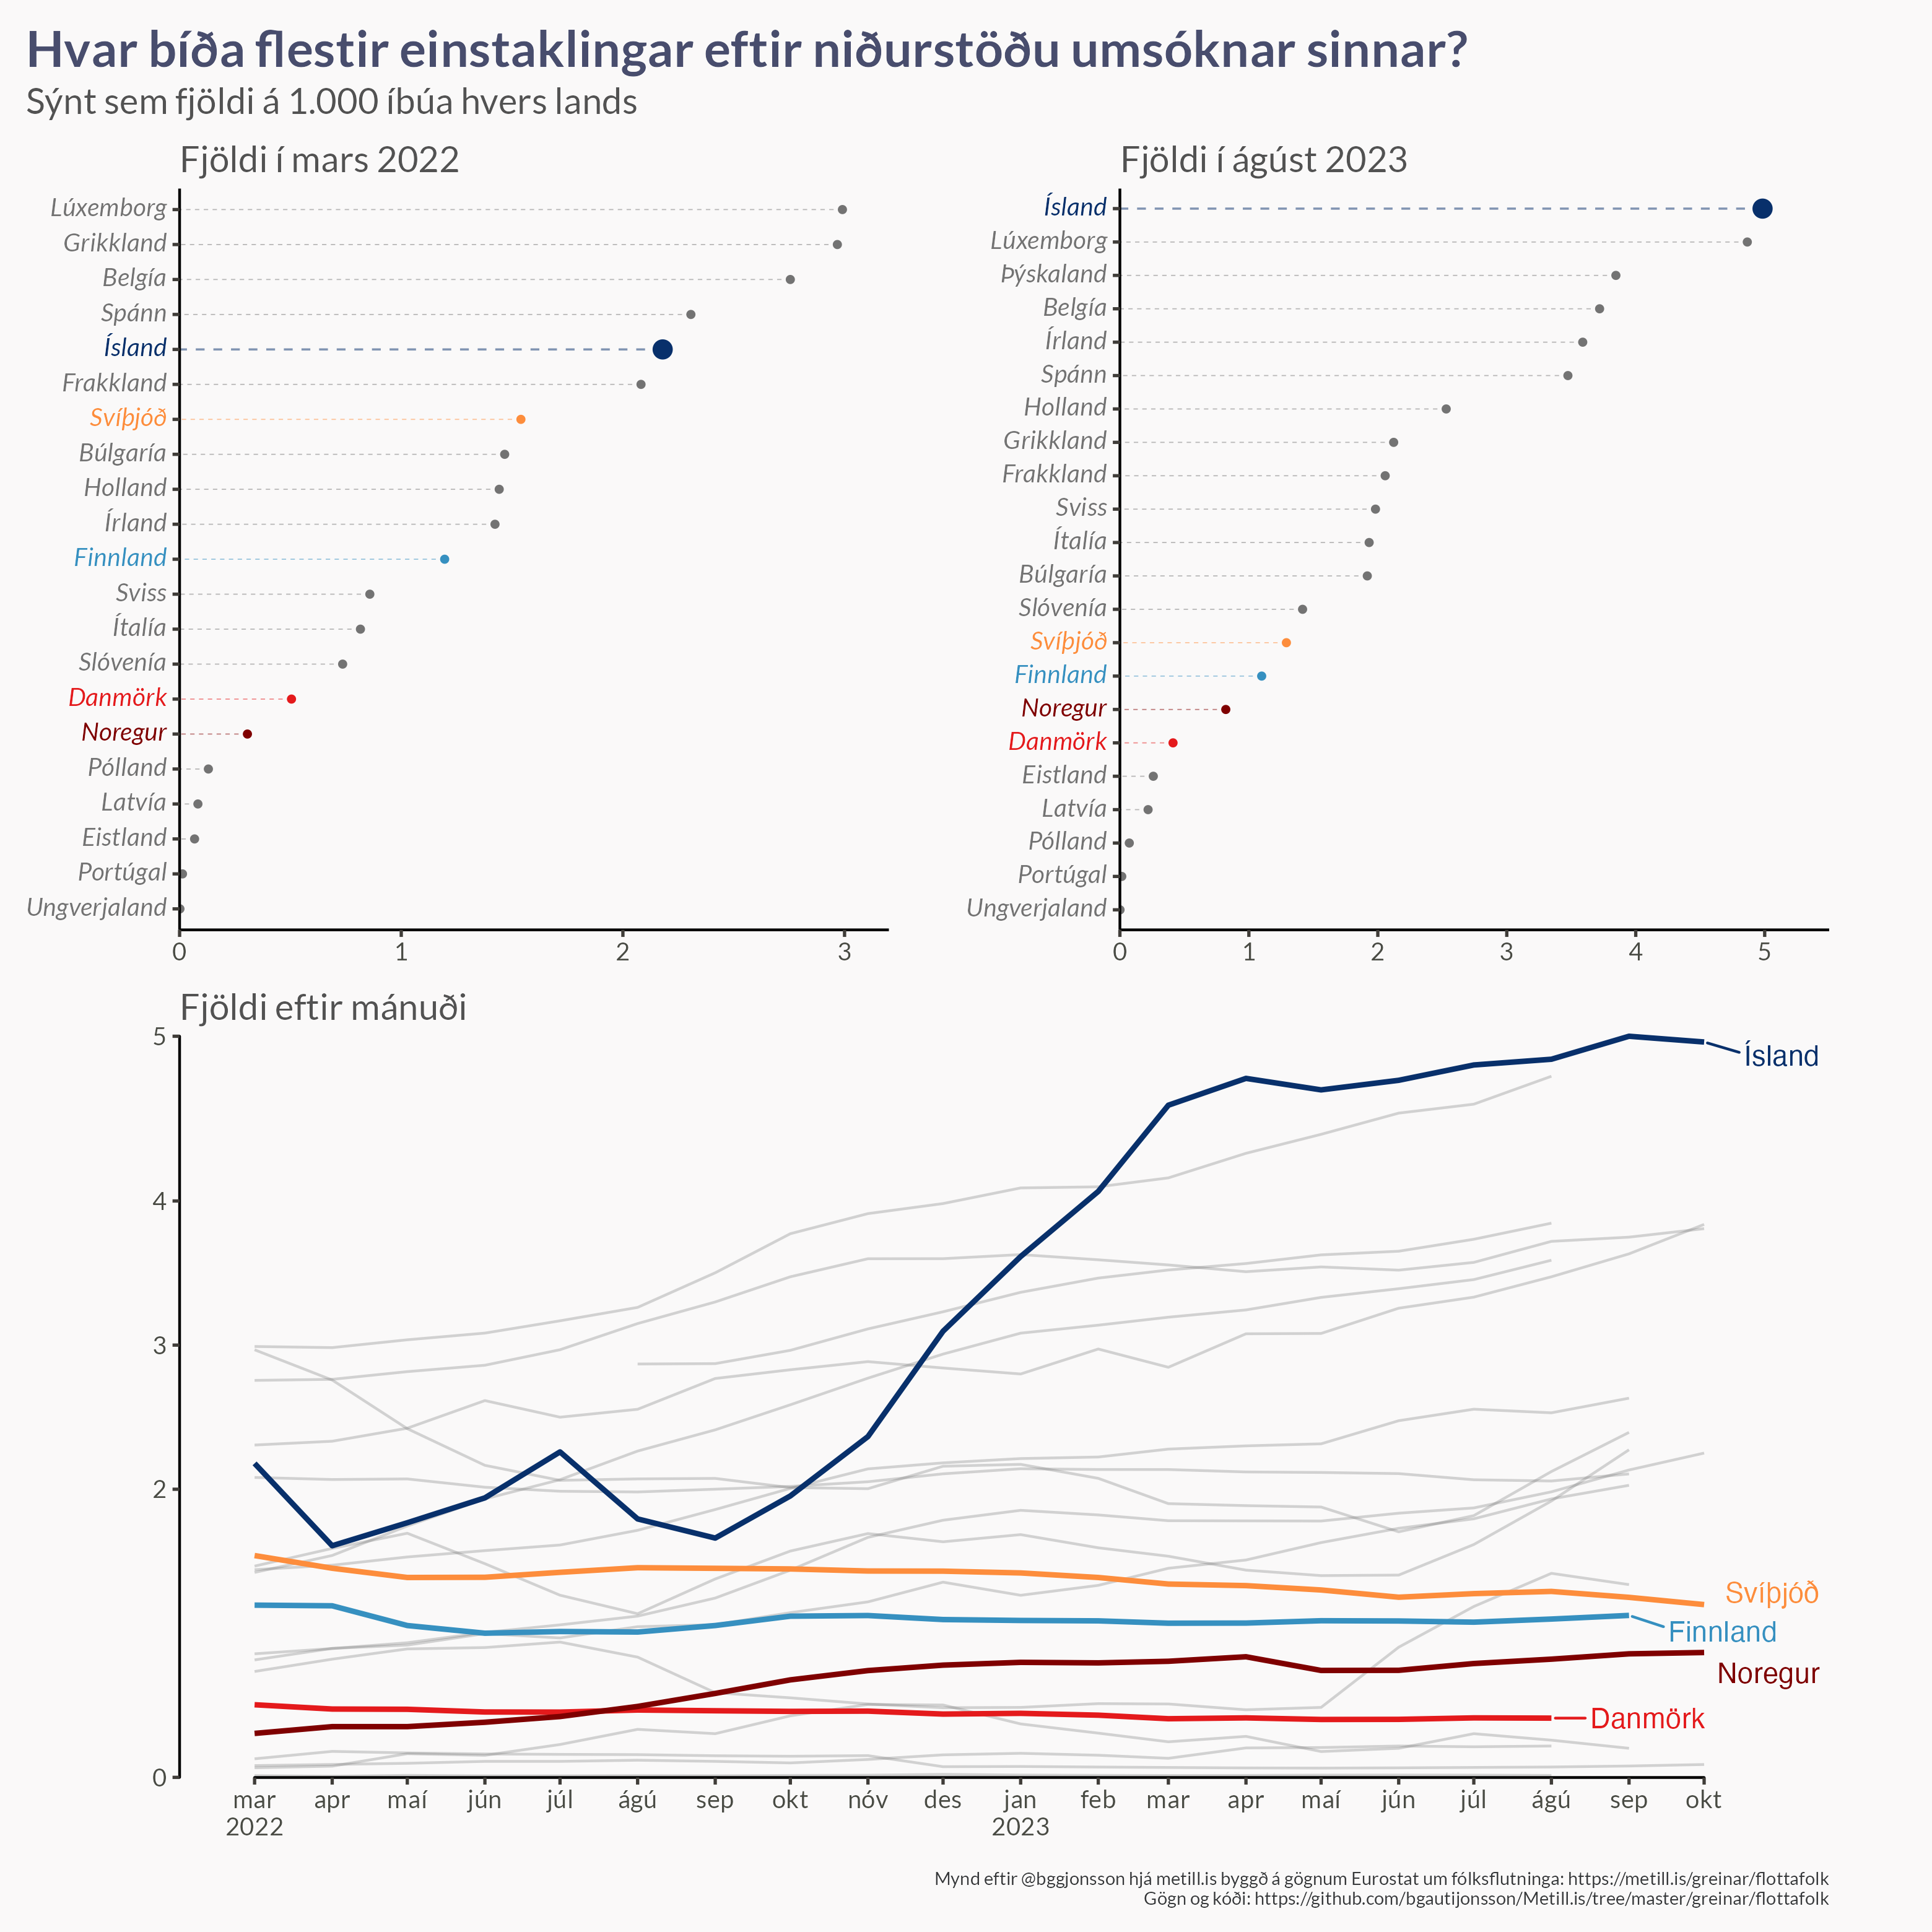 Hvar bíða flestir einstaklingar eftir niðurstöðu umsóknar sinnar?
Sýnt sem fjöldi á 1.000 íbúa hvers lands
Fjöldi í mars 2022
Lúxemborg
Grikkland
Belgía
Spánn
Ísland
Frakkland
Svíþjóð
Búlgaría
Holland
Írland
Finnland
Sviss
Ítalía
Slóvenía
Danmörk
Noregur
Pólland
Latvía
Eistland
Portúgal
Ungverjaland
0 1 2 3
Fjöldi í ágúst 2023
Ísland
Lúxemborg
Þýskaland
Belgía
Írland
Spánn
Holland
Grikkland
Frakkland
Sviss
Ítalía
Búlgaría
Slóvenía
Svíþjóð
Finnland
Noregur
Danmörk
Eistland
Latvía
Pólland
Portúgal
Ungverjaland
0 1 2 3 4 5
Fjöldi eftir mánuði
5
4
3
2
0
Ísland
Svíþjóð
Finnland
Noregur
Danmörk
mar apr maí jún júl ágú sep okt nóv des jan feb mar apr maí jún júl ágú sep okt
2022 2023
Mynd eftir @bggjonsson hjá metill.is byggð á gögnum Eurostat um fólksflutninga: https://metill.is/greinar/flottafolk
Gögn og kóði: https://github.com/bgautijonsson/Metill.is/tree/master/greinar/flottafolk